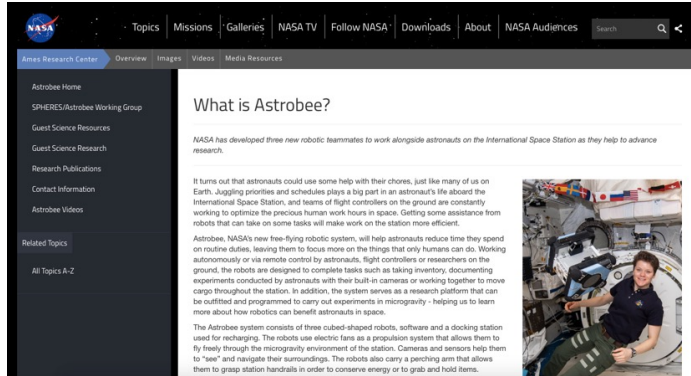 NASA
Topics Missions Galleries NASA TV Follow NASA Downloads About NASA Audiences Search
Ames Research Center Overview Images Videos Media Resources
Astrobee Home
SPHERES/Astrobee Working Group
Guest Science Resources
Guest Science Research
Research Publications
Contact Information
Astrobee Videos
Related Topics
All Topics A-Z
What is Astrobee?
NASA has developed three new robotic teammates to work alongside astronauts on the International Space Station as they help to advance
research.
It turns out that astronauts could use some help with their chores, just like many of us on
Earth. Juggling priorities and schedules plays a big part in an astronaut's life aboard the
International Space Station, and teams of flight controllers on the ground are constantly
working to optimize the precious human work hours in space. Getting some assistance from
robots that can take on some tasks will make work on the station more efficient.
Astrobee, NASA's new free-flying robotic system, will help astronauts reduce time they spend
on routine duties, leaving them to focus more on the things that only humans can do. Working
autonomously or via remote control by astronauts, flight controllers or researchers on the
ground, the robots are designed to complete tasks such as taking inventory, documenting
experiments conducted by astronauts with their built-in cameras or working together to move
cargo throughout the station. In addition, the system serves as a research platform that can
be outfitted and programmed to carry out experiments in microgravity - helping us to learn
more about how robotics can benefit astronauts in space.
The Astrobee system consists of three cubed-shaped robots, software and a docking station
used for recharging. The robots use electric fans as a propulsion system that allows them to
fly freely through the microgravity environment of the station. Cameras and sensors help them
to "see" and navigate their surroundings. The robots also carry a perching arm that allows
them to grasp station handrails in order to conserve energy or to grab and hold items.